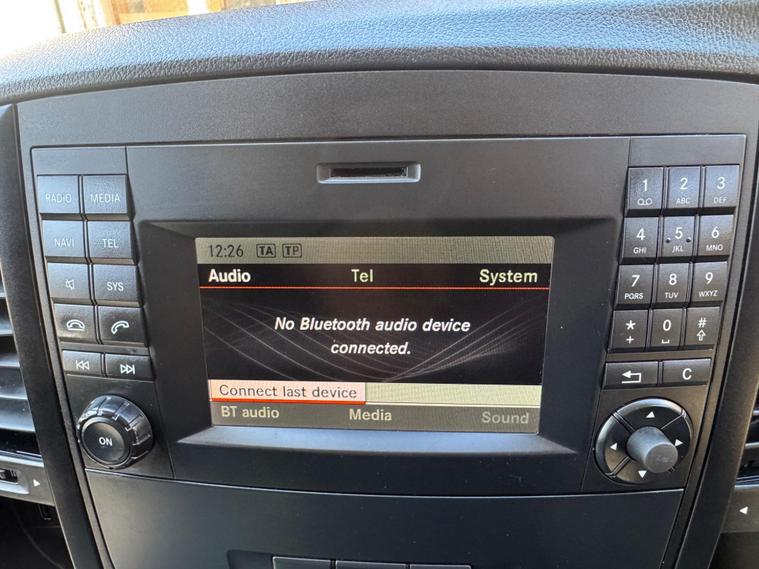 12:26 TA TP
Audio Tel System
No Bluetooth audio device
connected.
Connect last device
BT audio Media Sound
RADIO MEDIA
NAVI TEL
SYS
ON
1 2 ABC 3 DEF
4 GHI 5 JKL 6 MNO
7 PQRS 8 TUV 9 WXYZ
* + 0 #
C